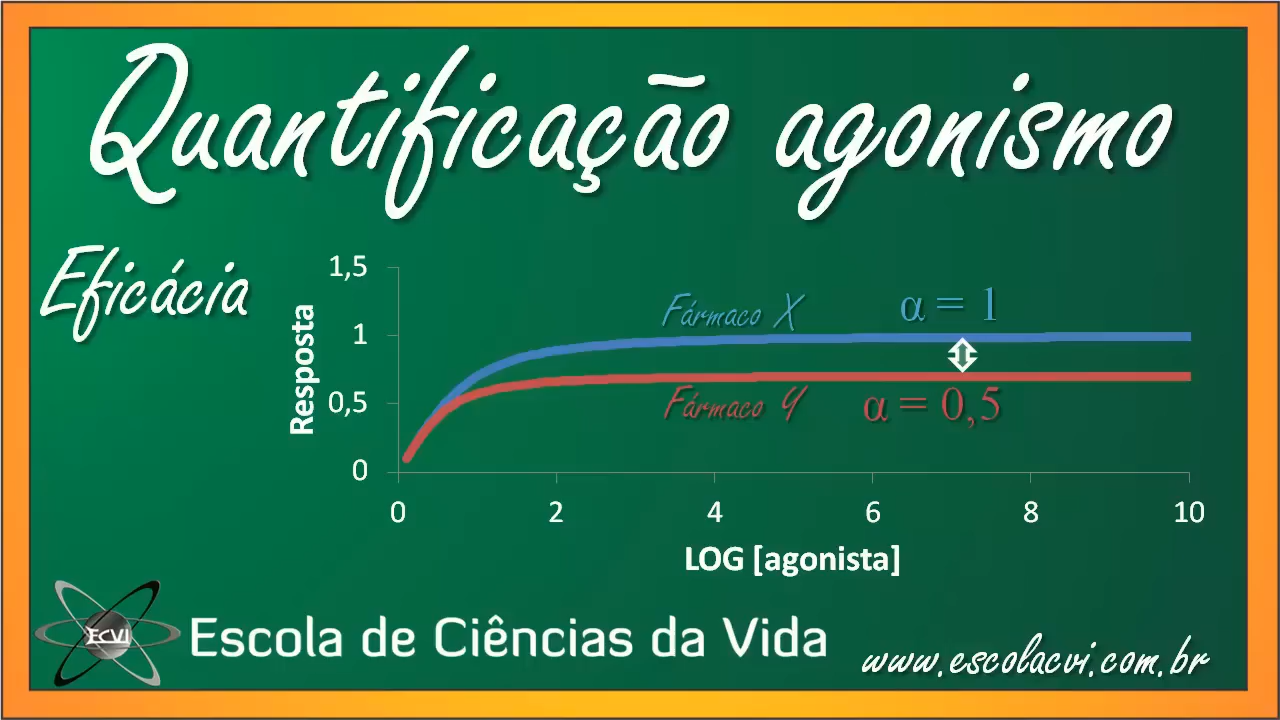 Quantificação agonismo
Eficácia
Resposta
1,5
1
0,5
0
Fármaco X
α = 1
Fármaco Y
α = 0,5
0 2 4 6 8 10
LOG [agonista]
ECVI
Escola de Ciências da Vida
www.escolacvi.com.br